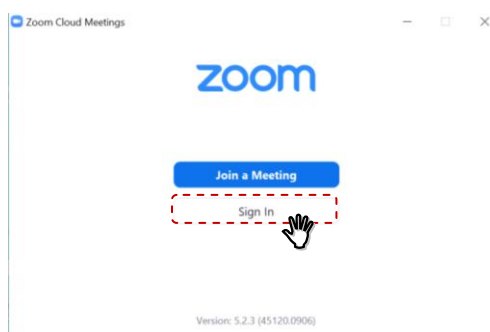 Zoom Cloud Meetings
zoom
Join a Meeting
Sign In
Version: 5.2.3 (45120.0906)